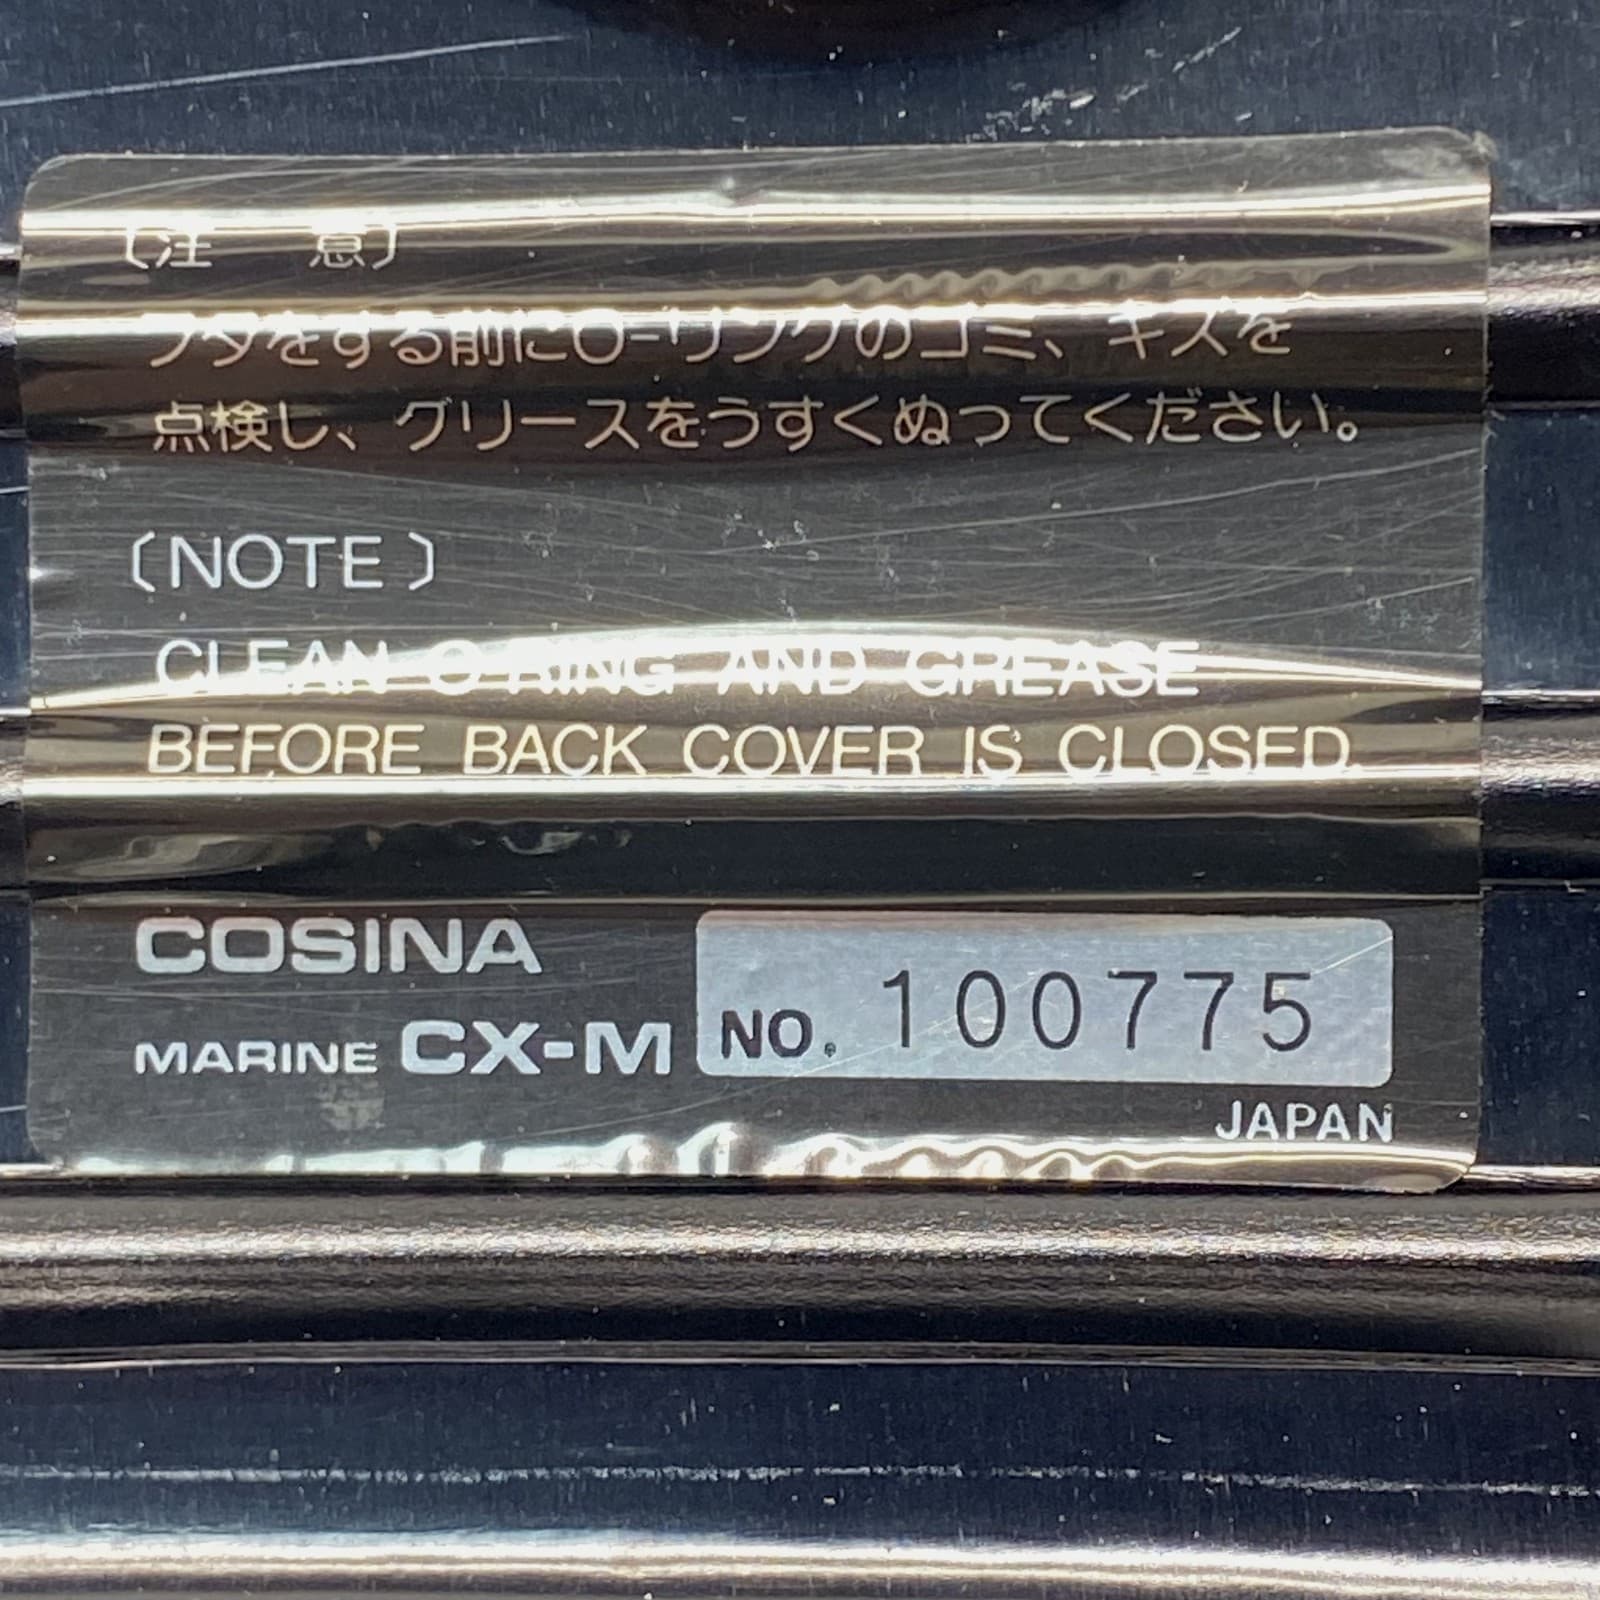 〔注　意〕
フタをする前にO-リングのゴミ、キズを
点検し、グリースをうすくぬってください。
〔NOTE〕
CLEAN O-RING AND GREASE
BEFORE BACK COVER IS CLOSED.
COSINA
MARINE CX-M NO. 100775
JAPAN